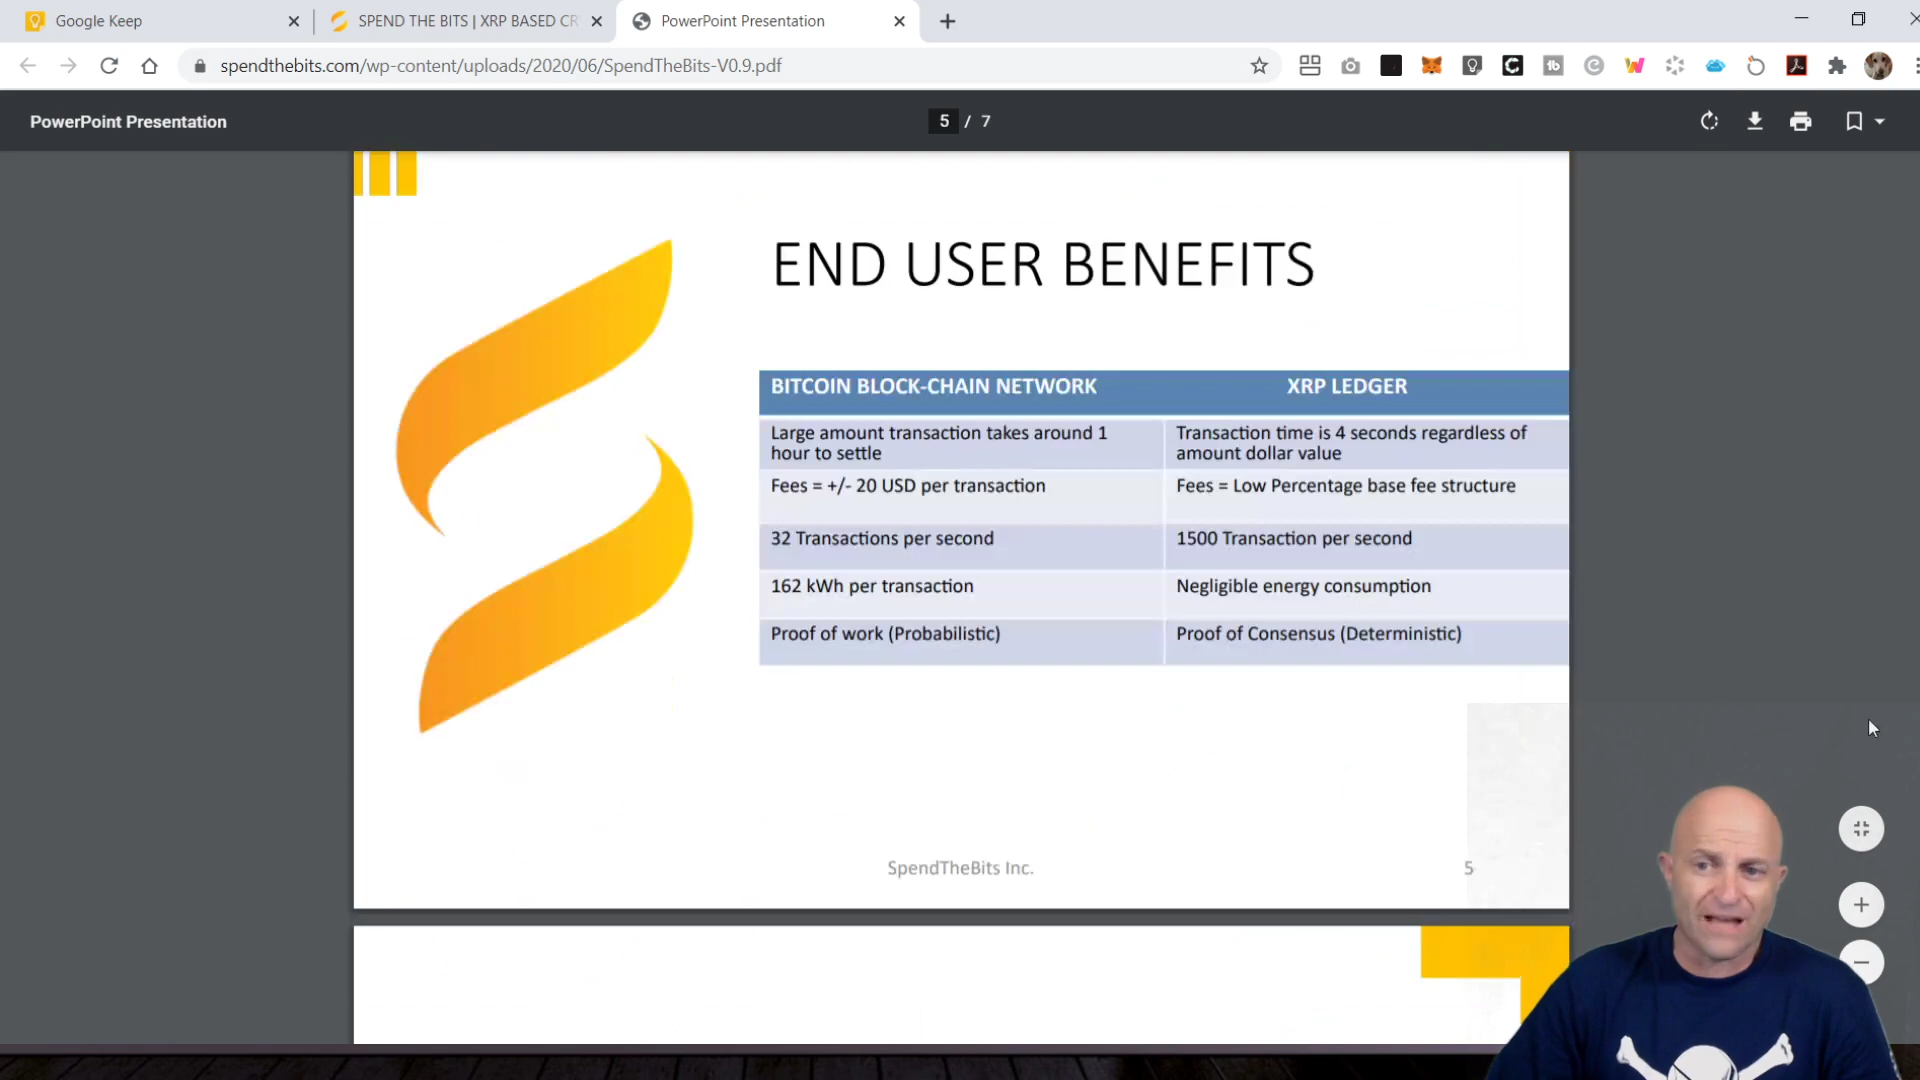 Google Keep
SPEND THE BITS | XRP BASED CR
PowerPoint Presentation
spendthebits.com/wp-content/uploads/2020/06/SpendTheBits-V0.9.pdf
PowerPoint Presentation
5 / 7
END USER BENEFITS
BITCOIN BLOCK-CHAIN NETWORK
XRP LEDGER
Large amount transaction takes around 1
hour to settle
Transaction time is 4 seconds regardless of
amount dollar value
Fees = +/- 20 USD per transaction
Fees = Low Percentage base fee structure
32 Transactions per second
1500 Transaction per second
162 kWh per transaction
Negligible energy consumption
Proof of work (Probabilistic)
Proof of Consensus (Deterministic)
SpendTheBits Inc.
5